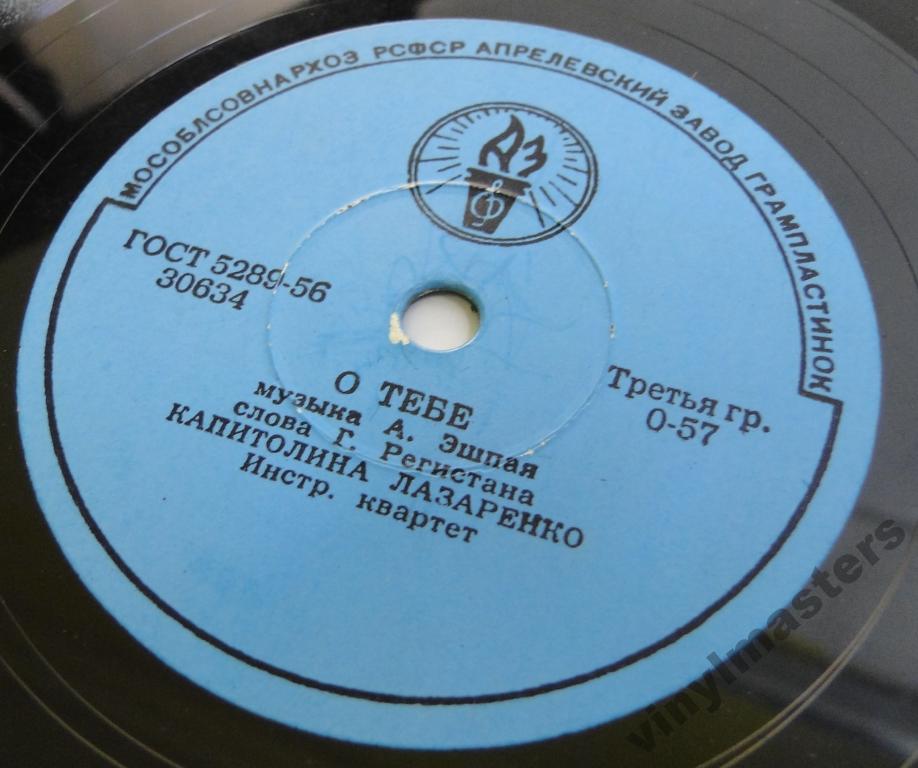 МОСОБЛСОВНАРХОЗ РСФСР АПРЕЛЕВСКИЙ ЗАВОД ГРАМПЛАСТИНОК
АЗ
ГОСТ 5289-56
30634
Третья гр.
0-57
О ТЕБЕ
музыка А. Эшпая
слова Г. Регистана
КАПИТОЛИНА ЛАЗАРЕНКО
Инстр. квартет
vinylmasters